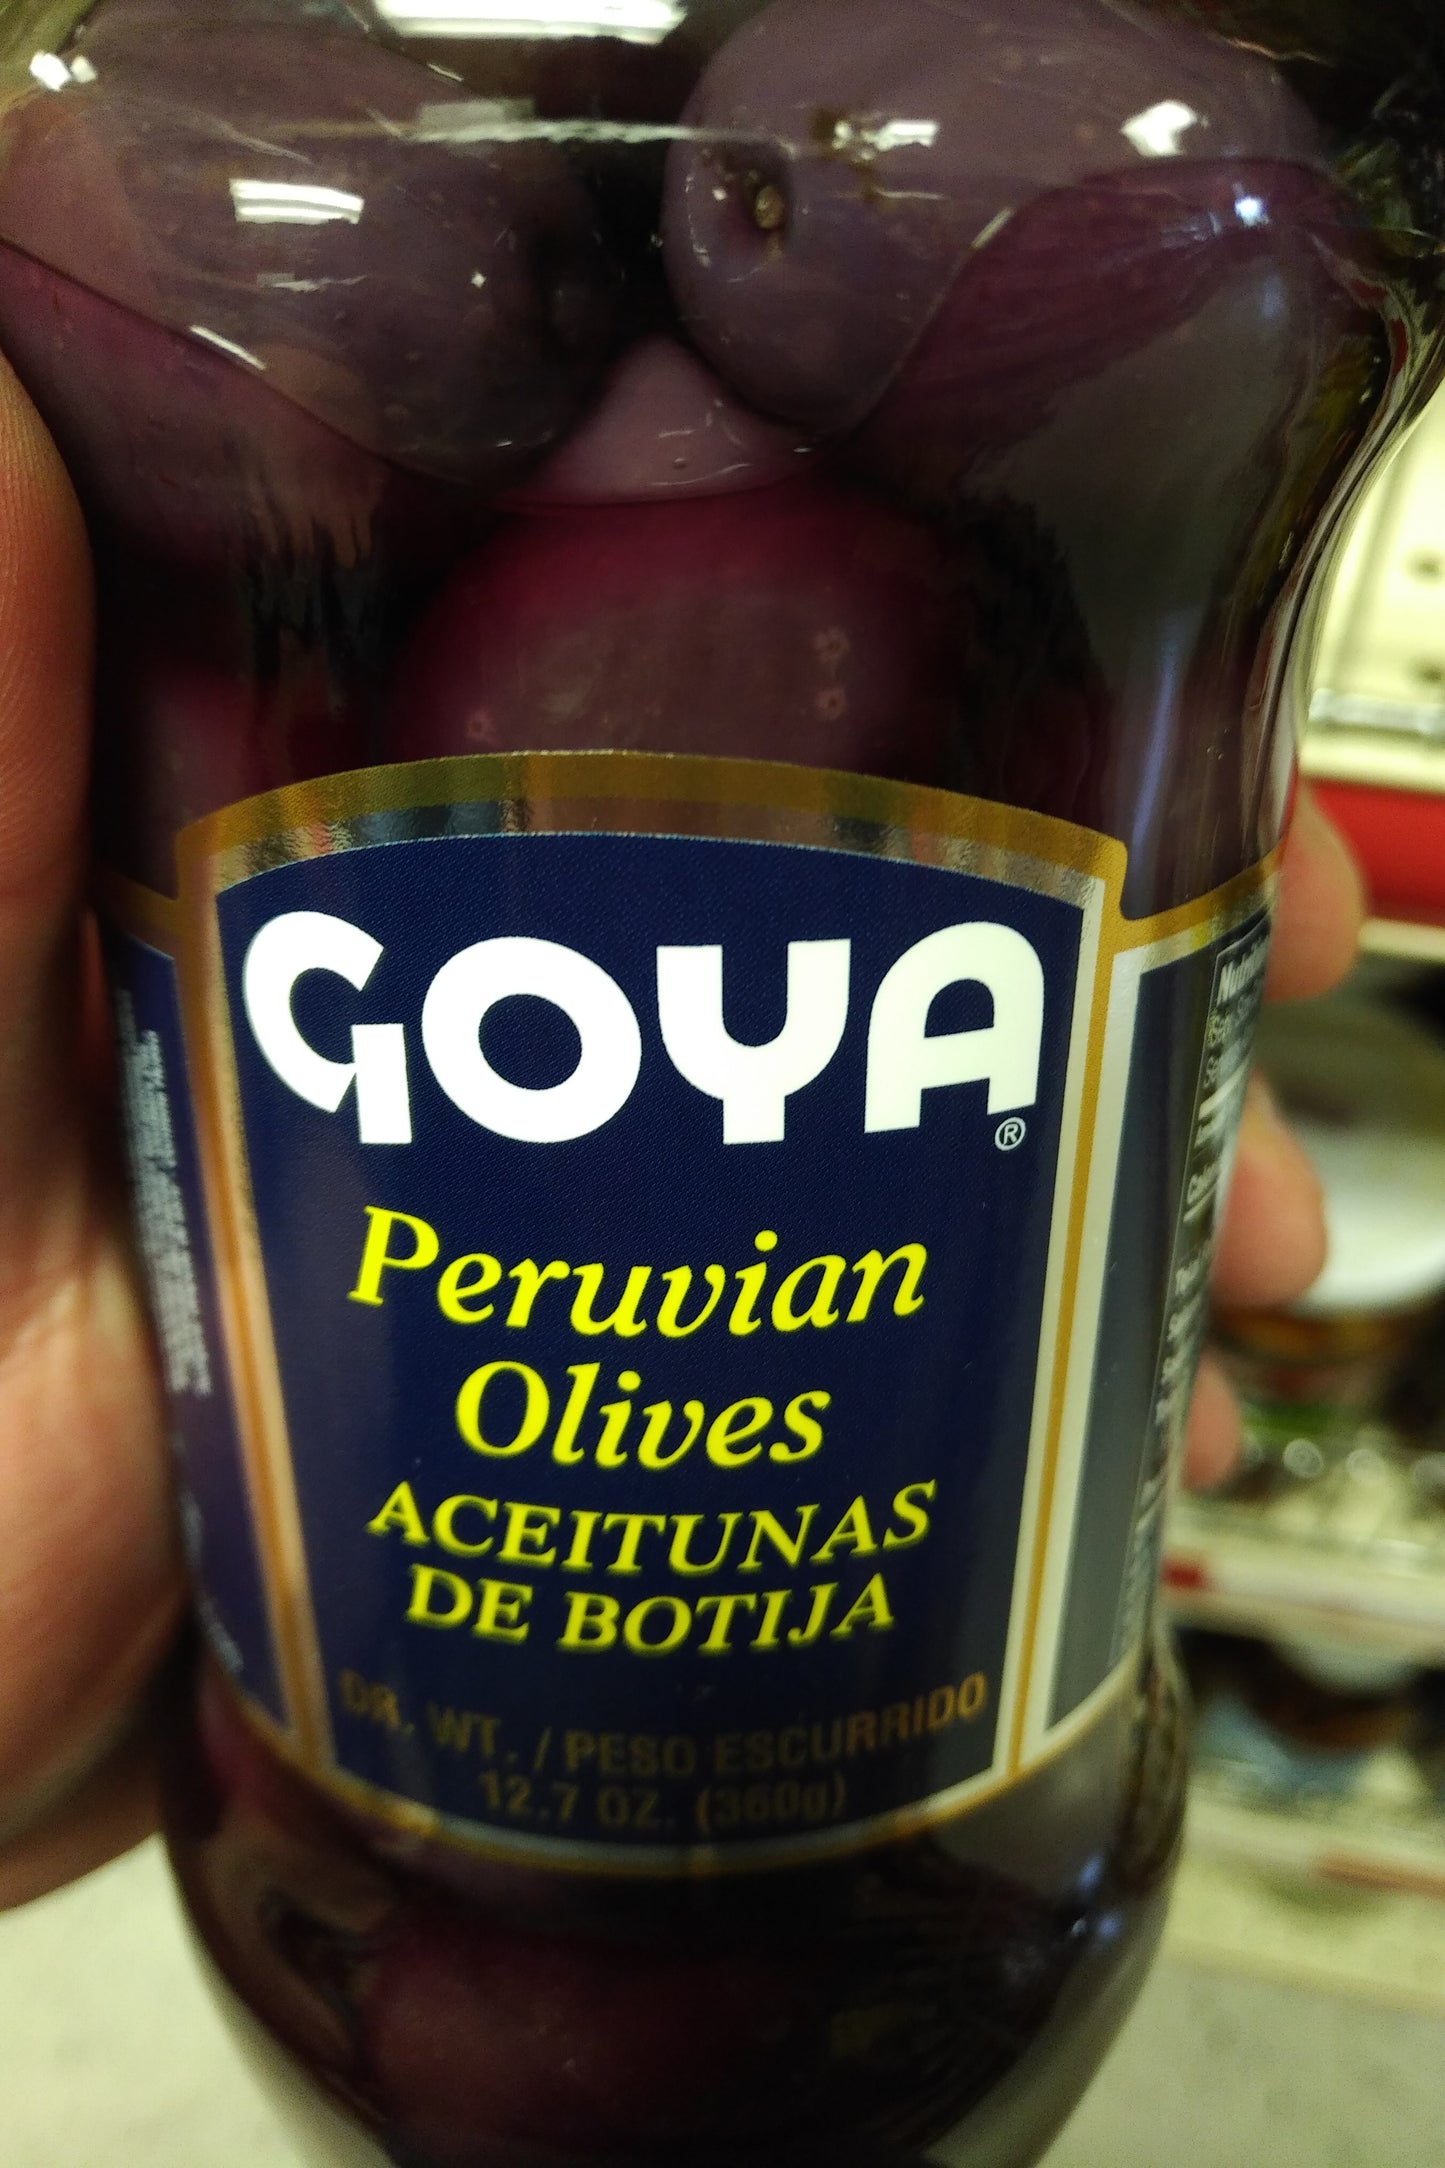 GOYA®
Peruvian
Olives
ACEITUNAS
DE BOTIJA
DR. WT. / PESO ESCURRIDO
12.7 OZ. (360g)